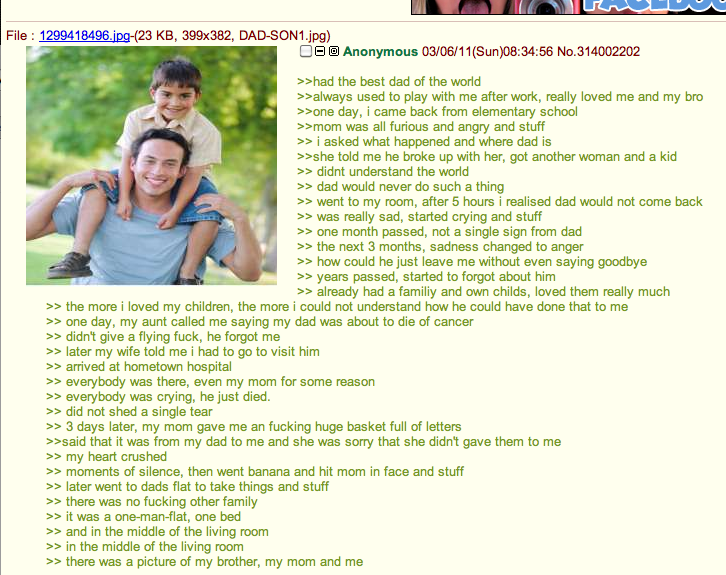 FACEBOO
File : 1299418496.jpg-(23 KB, 399x382, DAD-SON1.jpg)
Anonymous 03/06/11(Sun)08:34:56 No.314002202
>>had the best dad of the world
>>always used to play with me after work, really loved me and my bro
>>one day, i came back from elementary school
>>mom was all furious and angry and stuff
>> i asked what happened and where dad is
>>she told me he broke up with her, got another woman and a kid
>> didnt understand the world
>> dad would never do such a thing
>> went to my room, after 5 hours i realised dad would not come back
>> was really sad, started crying and stuff
>> one month passed, not a single sign from dad
>> the next 3 months, sadness changed to anger
>> how could he just leave me without even saying goodbye
>> years passed, started to forgot about him
>> already had a familiy and own childs, loved them really much
>> the more i loved my children, the more i could not understand how he could have done that to me
>> one day, my aunt called me saying my dad was about to die of cancer
>> didn't give a flying fuck, he forgot me
>> later my wife told me i had to go to visit him
>> arrived at hometown hospital
>> everybody was there, even my mom for some reason
>> everybody was crying, he just died.
>> did not shed a single tear
>> 3 days later, my mom gave me an fucking huge basket full of letters
>>said that it was from my dad to me and she was sorry that she didn't gave them to me
>> my heart crushed
>> moments of silence, then went banana and hit mom in face and stuff
>> later went to dads flat to take things and stuff
>> there was no fucking other family
>> it was a one-man-flat, one bed
>> and in the middle of the living room
>> in the middle of the living room
>> there was a picture of my brother, my mom and me